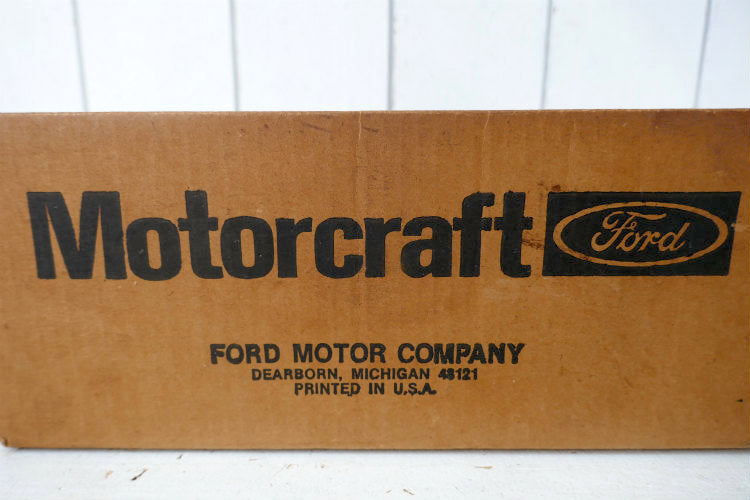 Motorcraft Ford
FORD MOTOR COMPANY
DEARBORN, MICHIGAN 48121
PRINTED IN U.S.A.